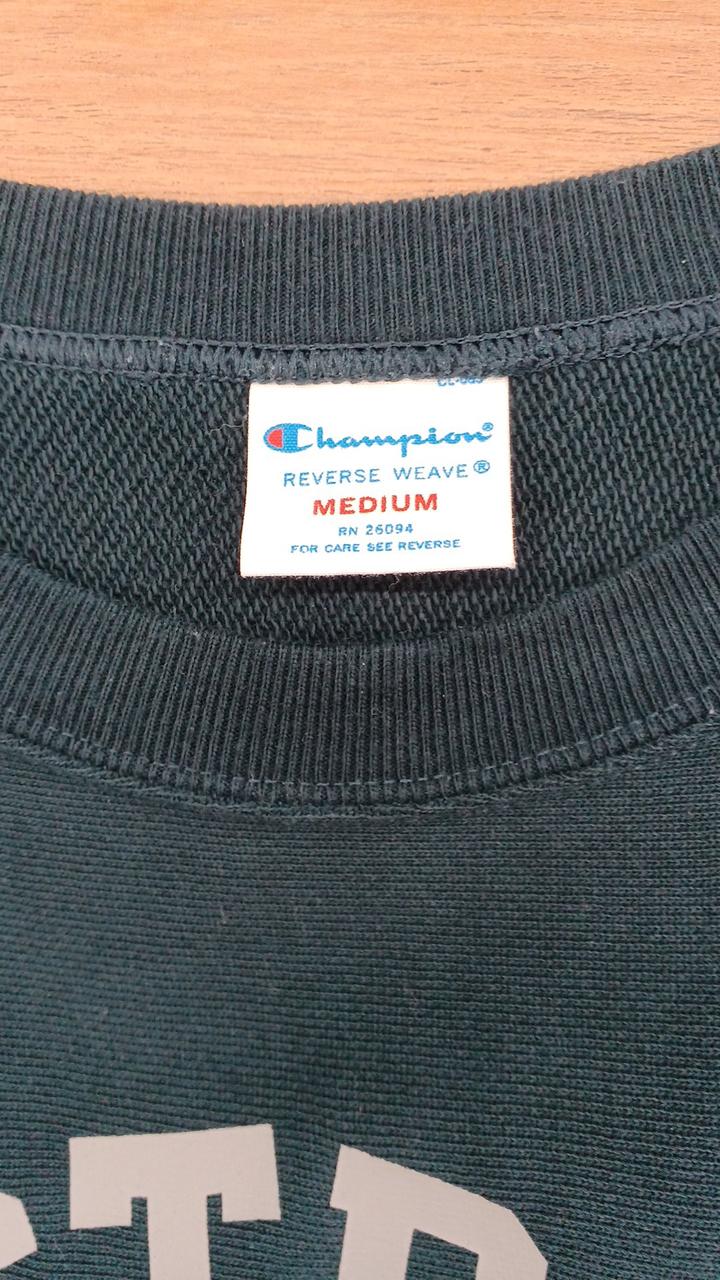 Champion®
REVERSE WEAVE®
MEDIUM
RN 26094
FOR CARE SEE REVERSE